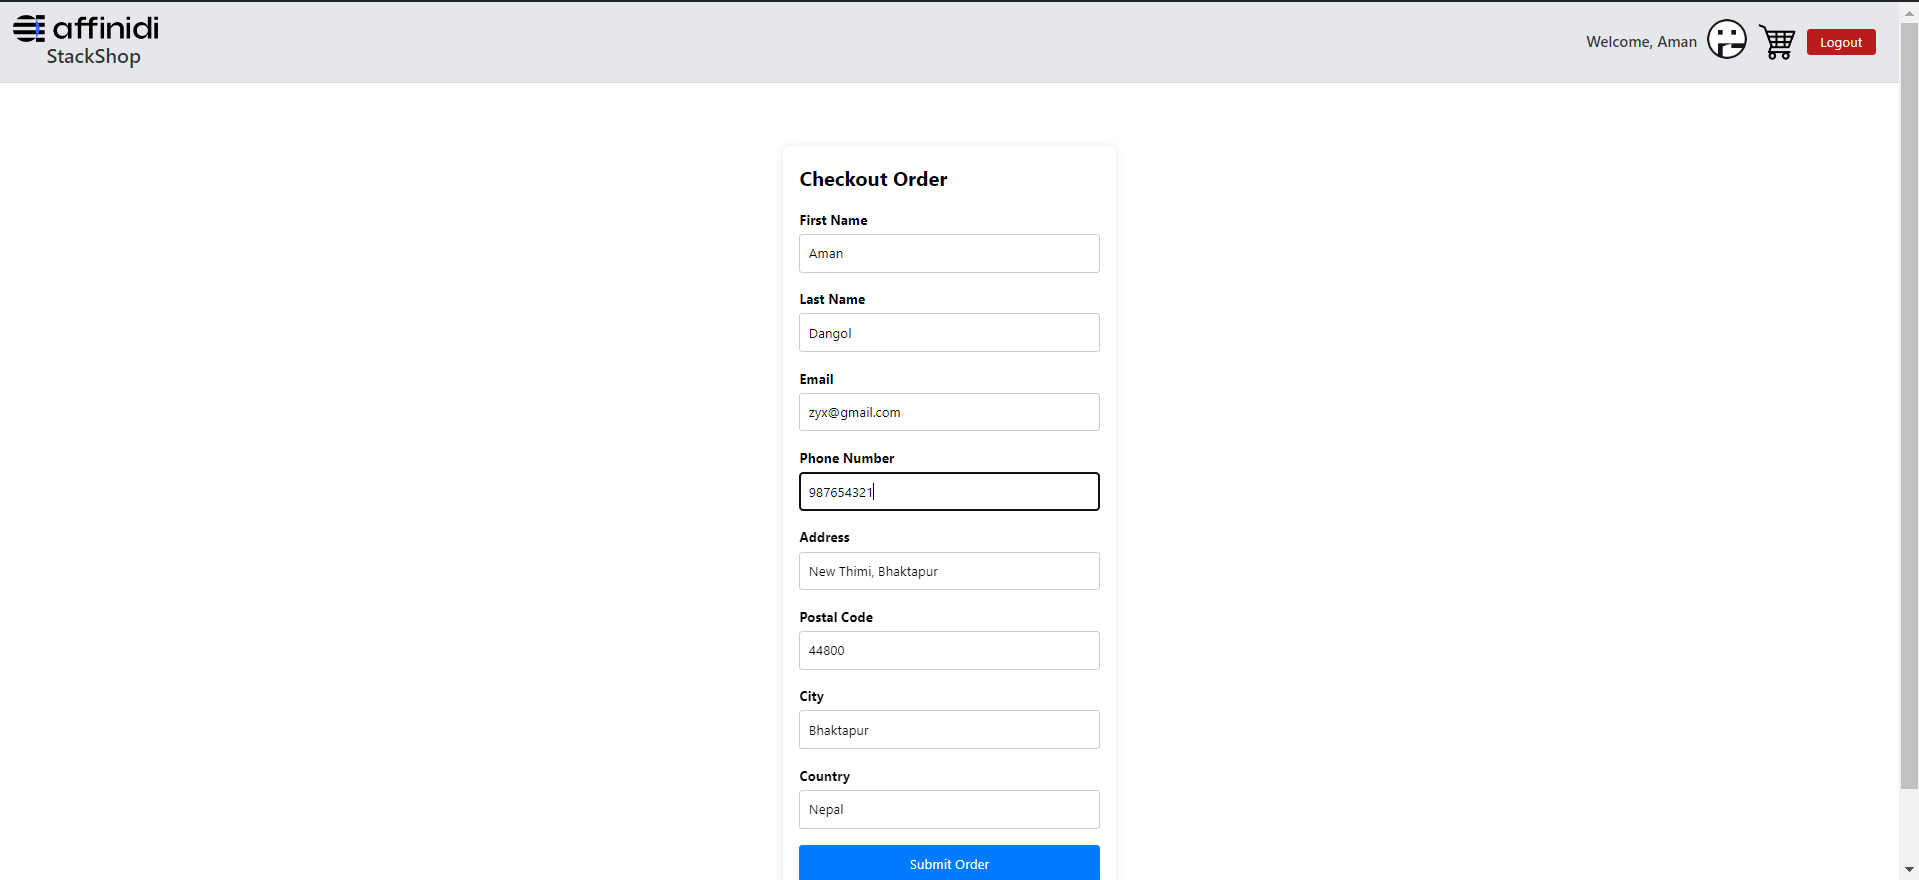 affinidi
StackShop
Welcome, Aman
Logout
Checkout Order
First Name
Aman
Last Name
Dangol
Email
zyx@gmail.com
Phone Number
987654321
Address
New Thimi, Bhaktapur
Postal Code
44800
City
Bhaktapur
Country
Nepal
Submit Order